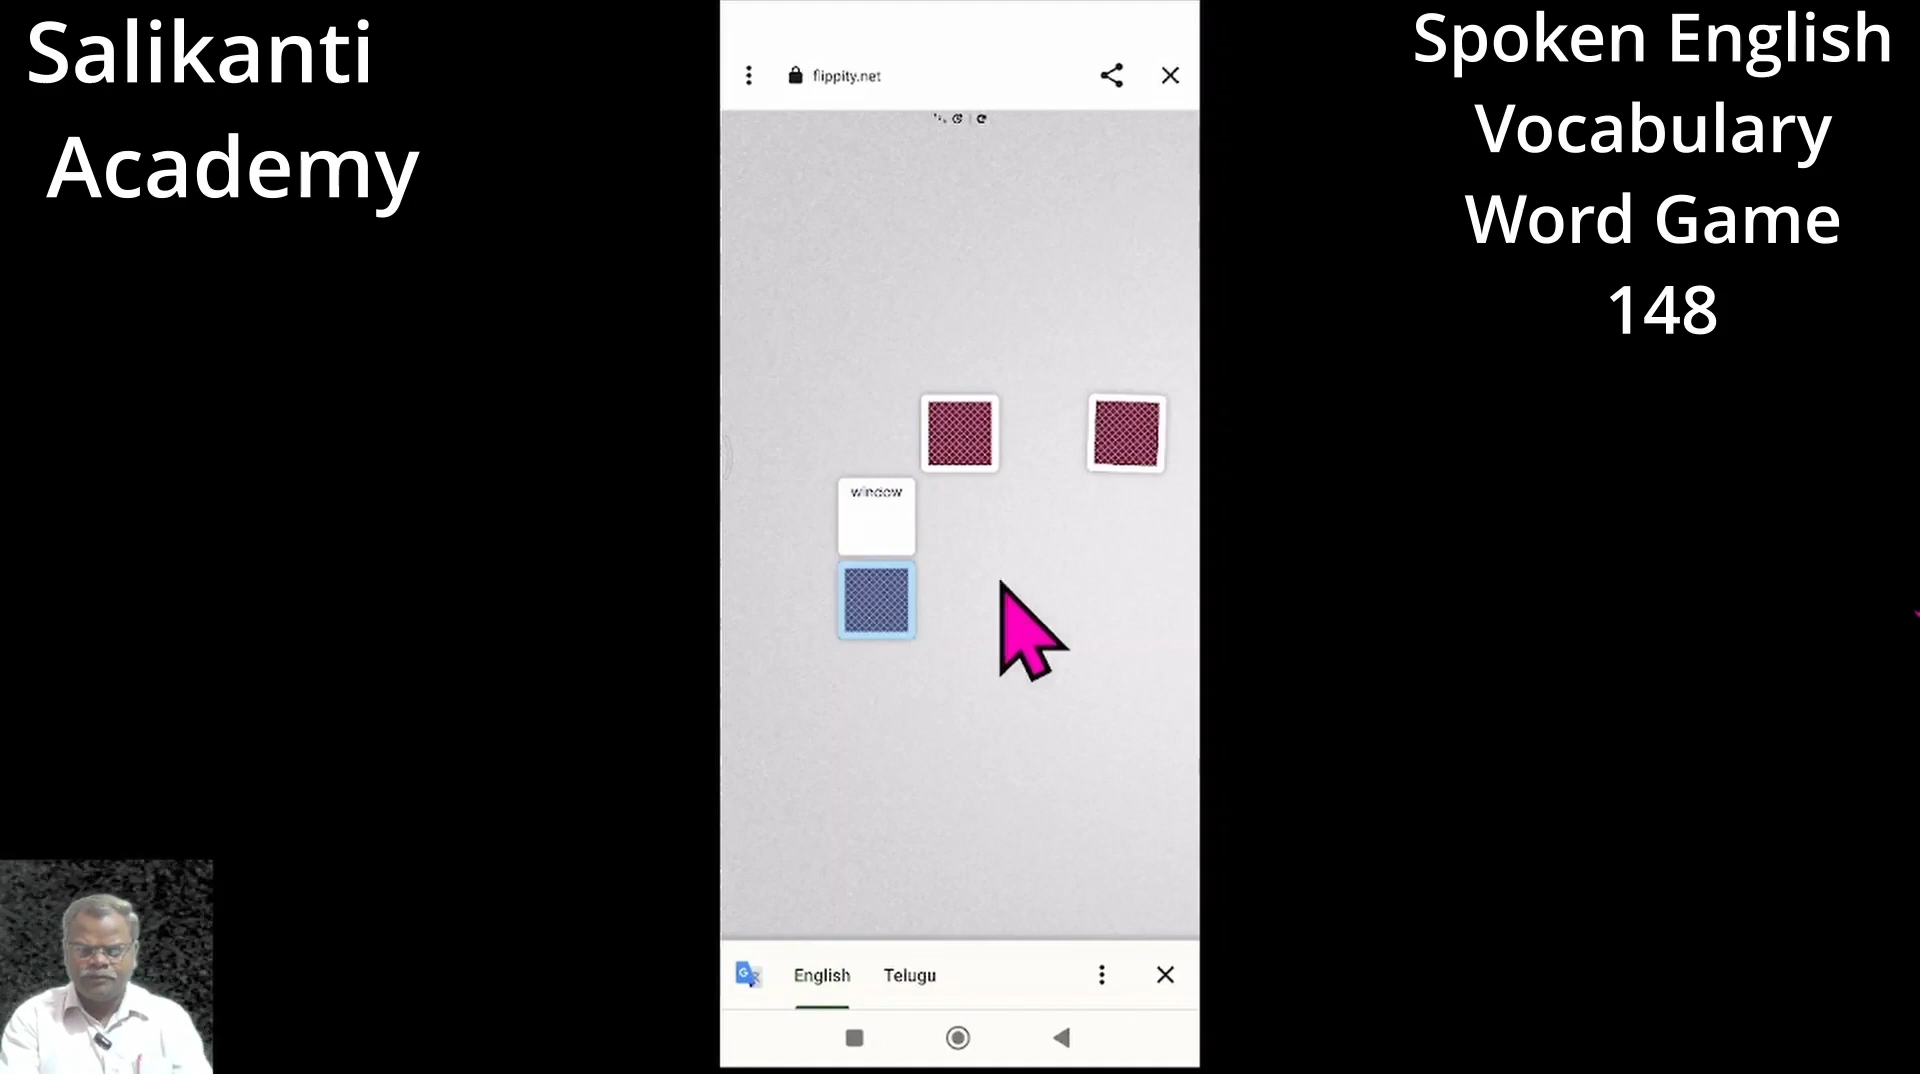 Salikanti
Academy
Spoken English
Vocabulary
Word Game
148
flippity.net
window
English
Telugu